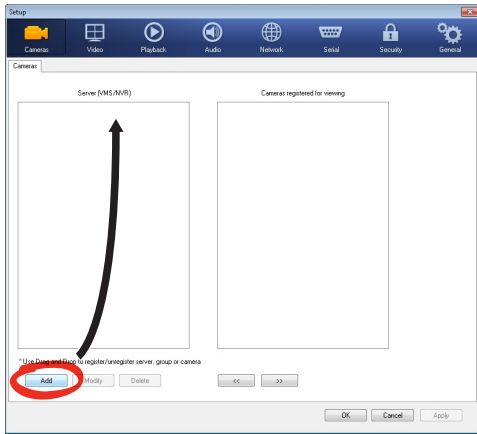 Setup
Cameras Video Playback Audio Network Serial Security General
Cameras
Server (VMS/NVR) Cameras registered for viewing
* Use Drag and Drop to register/unregister server, group or camera
Add Modify Delete << >>
OK Cancel Apply